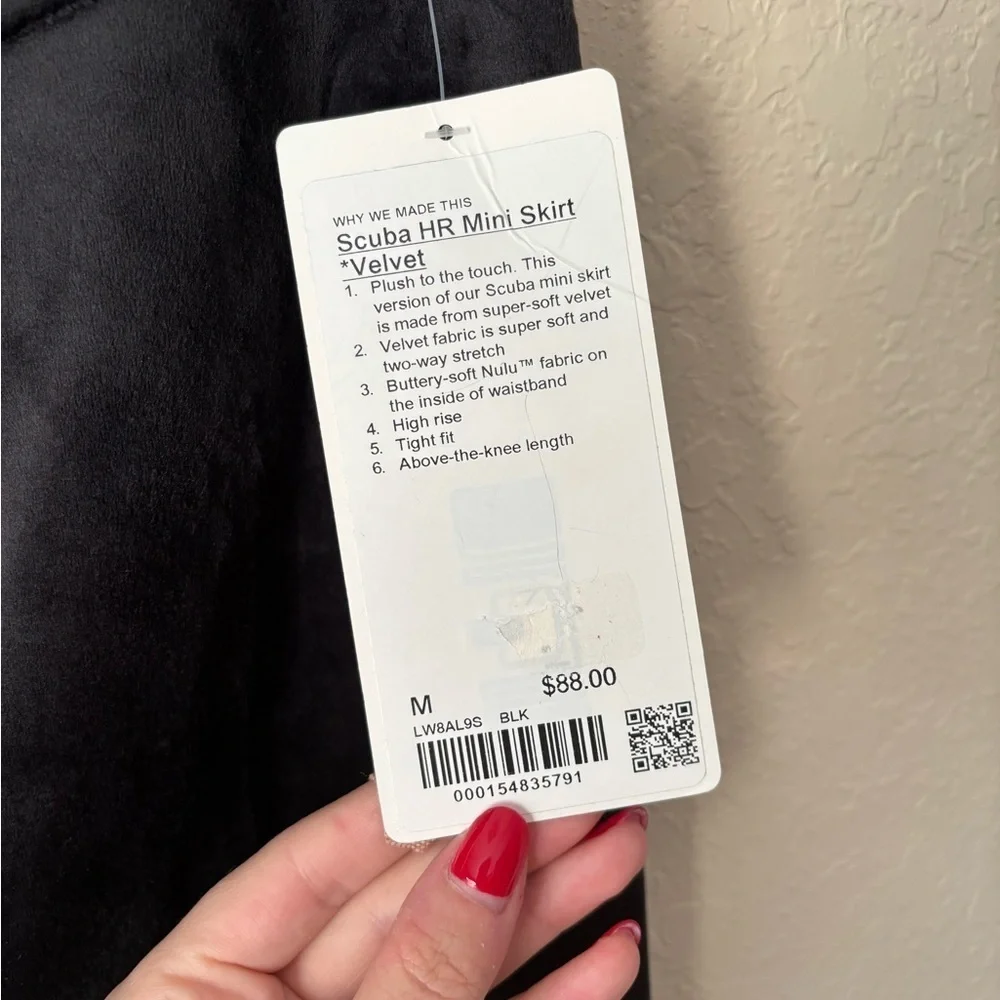 WHY WE MADE THIS
Scuba HR Mini Skirt
*Velvet
1. Plush to the touch. This
version of our Scuba mini skirt
is made from super-soft velvet
2. Velvet fabric is super soft and
two-way stretch
3. Buttery-soft Nulu™ fabric on
the inside of waistband
4. High rise
5. Tight fit
6. Above-the-knee length
M $88.00
LW8AL9S BLK
000154835791